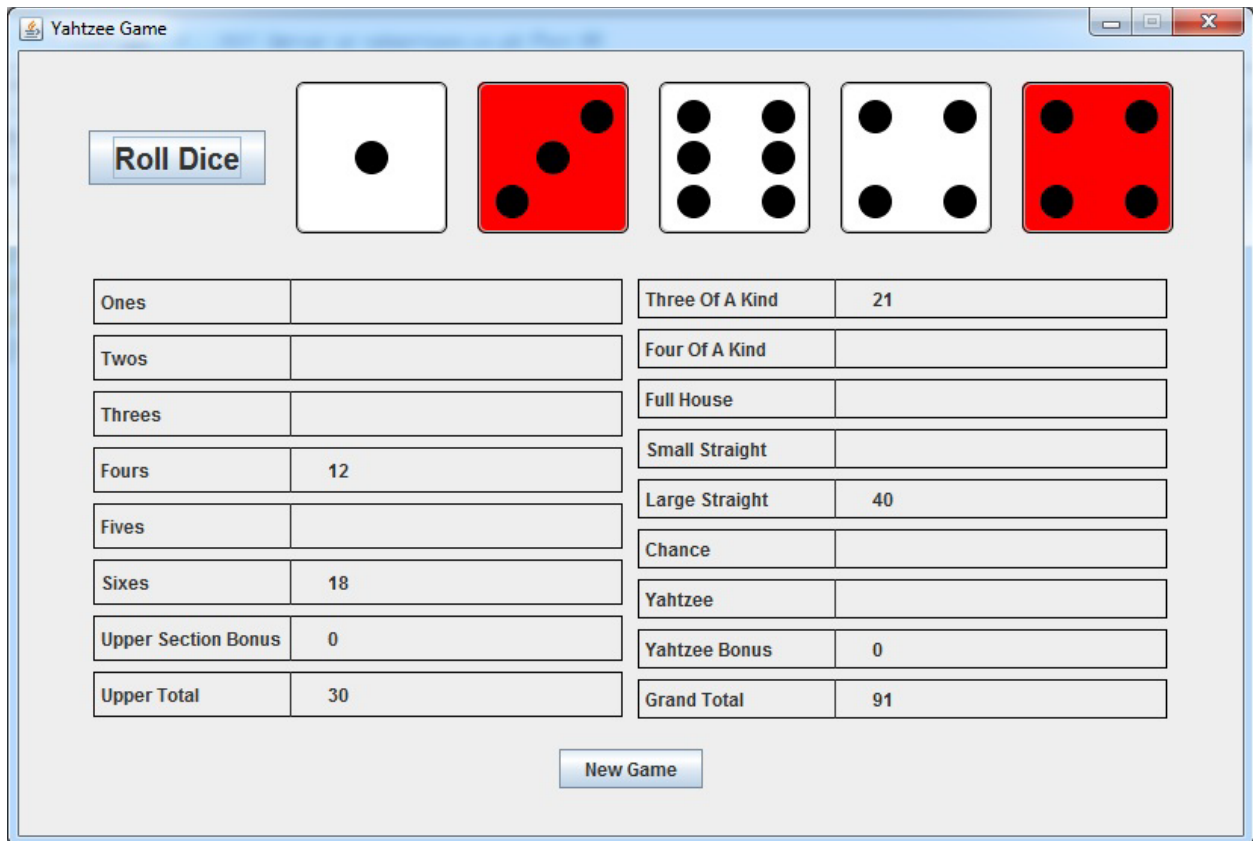 Yahtzee Game
Roll Dice
Ones
Twos
Threes
Fours 12
Fives
Sixes 18
Upper Section Bonus 0
Upper Total 30
Three Of A Kind 21
Four Of A Kind
Full House
Small Straight
Large Straight 40
Chance
Yahtzee
Yahtzee Bonus 0
Grand Total 91
New Game